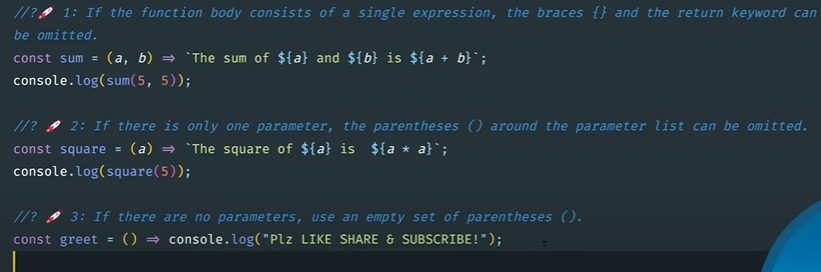 //?🚀 1: If the function body consists of a single expression, the braces {} and the return keyword can
be omitted.
const sum = (a, b) => `The sum of ${a} and ${b} is ${a + b}`;
console.log(sum(5, 5));
//? 🚀 2: If there is only one parameter, the parentheses () around the parameter list can be omitted.
const square = (a) => `The square of ${a} is  ${a * a}`;
console.log(square(5));
//? 🚀 3: If there are no parameters, use an empty set of parentheses ().
const greet = () => console.log("Plz LIKE SHARE & SUBSCRIBE!");